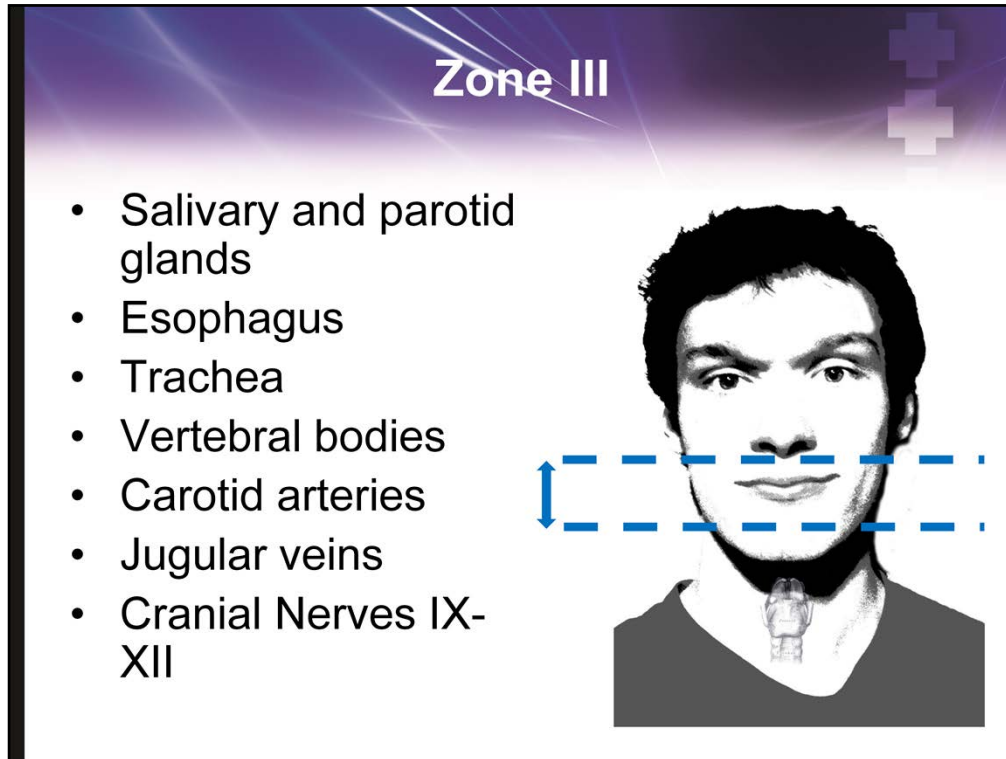 Zone III
• Salivary and parotid
glands
• Esophagus
• Trachea
• Vertebral bodies
• Carotid arteries
• Jugular veins
• Cranial Nerves IX-
XII